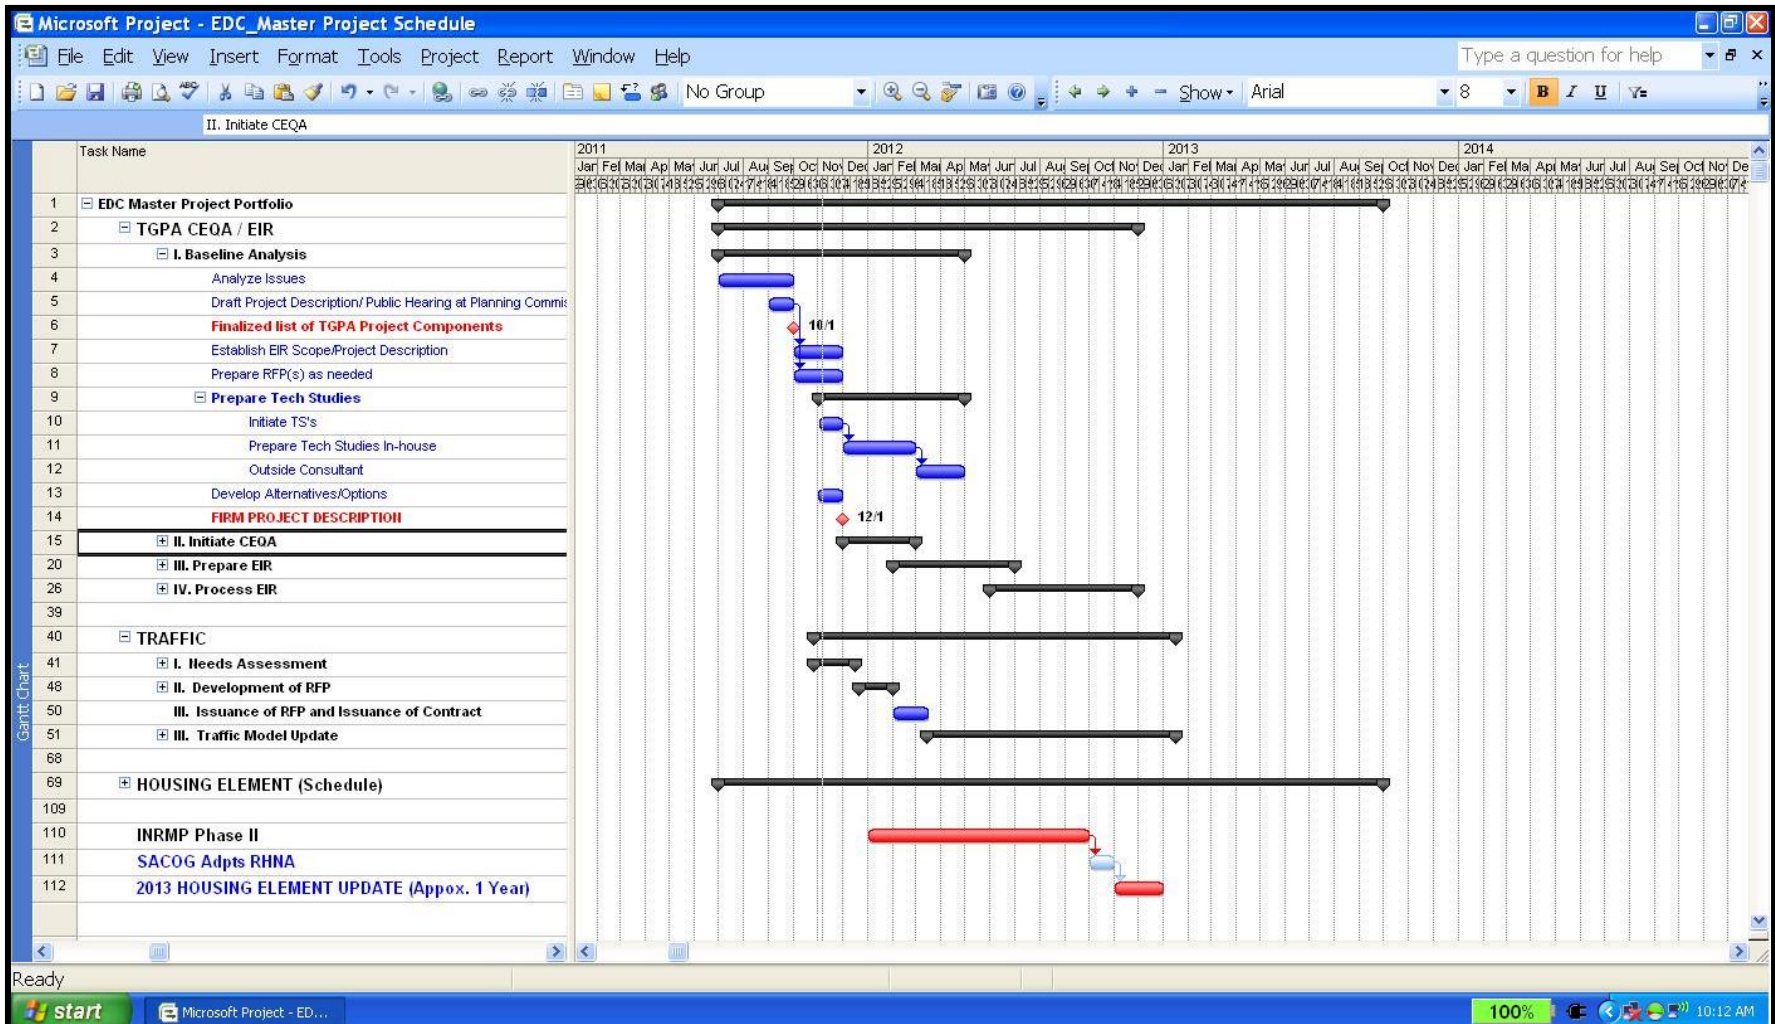 Microsoft Project - EDC_Master Project Schedule
File Edit View Insert Format Tools Project Report Window Help Type a question for help
No Group Show Arial 8 B I U
II. Initiate CEQA
Task Name 2011 2012 2013 2014
1 EDC Master Project Portfolio
2 TGPA CEQA / EIR
3 I. Baseline Analysis
4 Analyze Issues
5 Draft Project Description/ Public Hearing at Planning Commis
6 Finalized list of TGPA Project Components 10/1
7 Establish EIR Scope/Project Description
8 Prepare RFP(s) as needed
9 Prepare Tech Studies
10 Initiate TS's
11 Prepare Tech Studies In-house
12 Outside Consultant
13 Develop Alternatives/Options
14 FIRM PROJECT DESCRIPTION 12/1
15 II. Initiate CEQA
20 III. Prepare EIR
26 IV. Process EIR
39
40 TRAFFIC
41 I. Needs Assessment
48 II. Development of RFP
50 III. Issuance of RFP and Issuance of Contract
51 III. Traffic Model Update
68
69 HOUSING ELEMENT (Schedule)
109
110 INRMP Phase II
111 SACOG Adpts RHNA
112 2013 HOUSING ELEMENT UPDATE (Appox. 1 Year)
Gantt Chart
Ready
start Microsoft Project - ED... 100% 10:12 AM